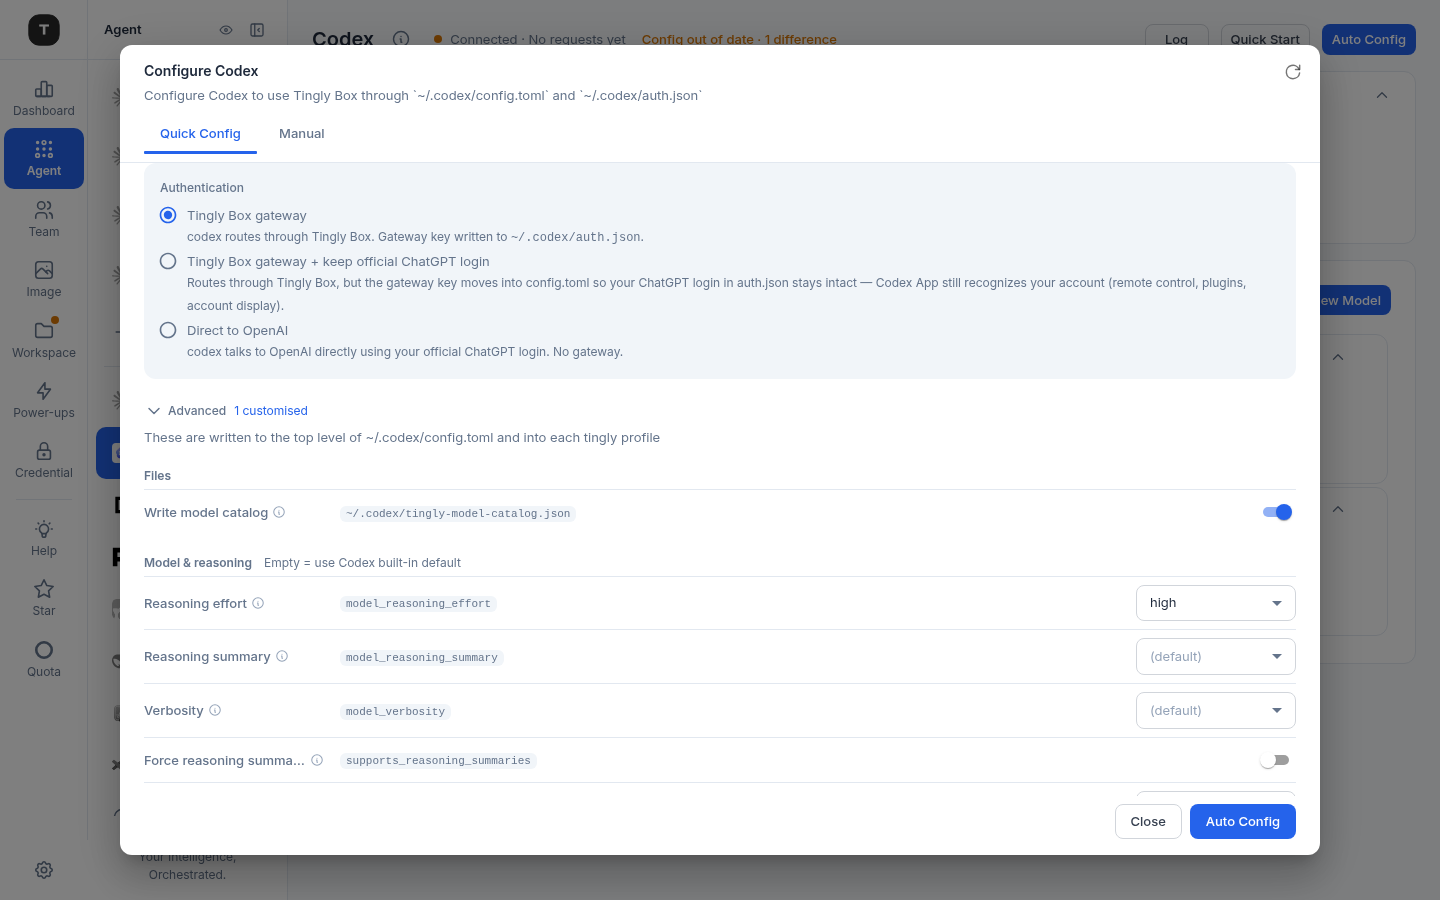 T
Agent
Codex
Connected · No requests yet
Config out of date · 1 difference
Log
Quick Start
Auto Config
Dashboard
Agent
Team
Image
Workspace
Power-ups
Credential
Help
Star
Quota
Configure Codex
Configure Codex to use Tingly Box through `~/.codex/config.toml` and `~/.codex/auth.json`
Quick Config
Manual
Authentication
Tingly Box gateway
codex routes through Tingly Box. Gateway key written to ~/.codex/auth.json.
Tingly Box gateway + keep official ChatGPT login
Routes through Tingly Box, but the gateway key moves into config.toml so your ChatGPT login in auth.json stays intact — Codex App still recognizes your account (remote control, plugins,
account display).
Direct to OpenAI
codex talks to OpenAI directly using your official ChatGPT login. No gateway.
Advanced 1 customised
These are written to the top level of ~/.codex/config.toml and into each tingly profile
Files
Write model catalog ~/.codex/tingly-model-catalog.json
Model & reasoning Empty = use Codex built-in default
Reasoning effort model_reasoning_effort high
Reasoning summary model_reasoning_summary (default)
Verbosity model_verbosity (default)
Force reasoning summa... supports_reasoning_summaries
Close
Auto Config
Model
Your Intelligence,
Orchestrated.